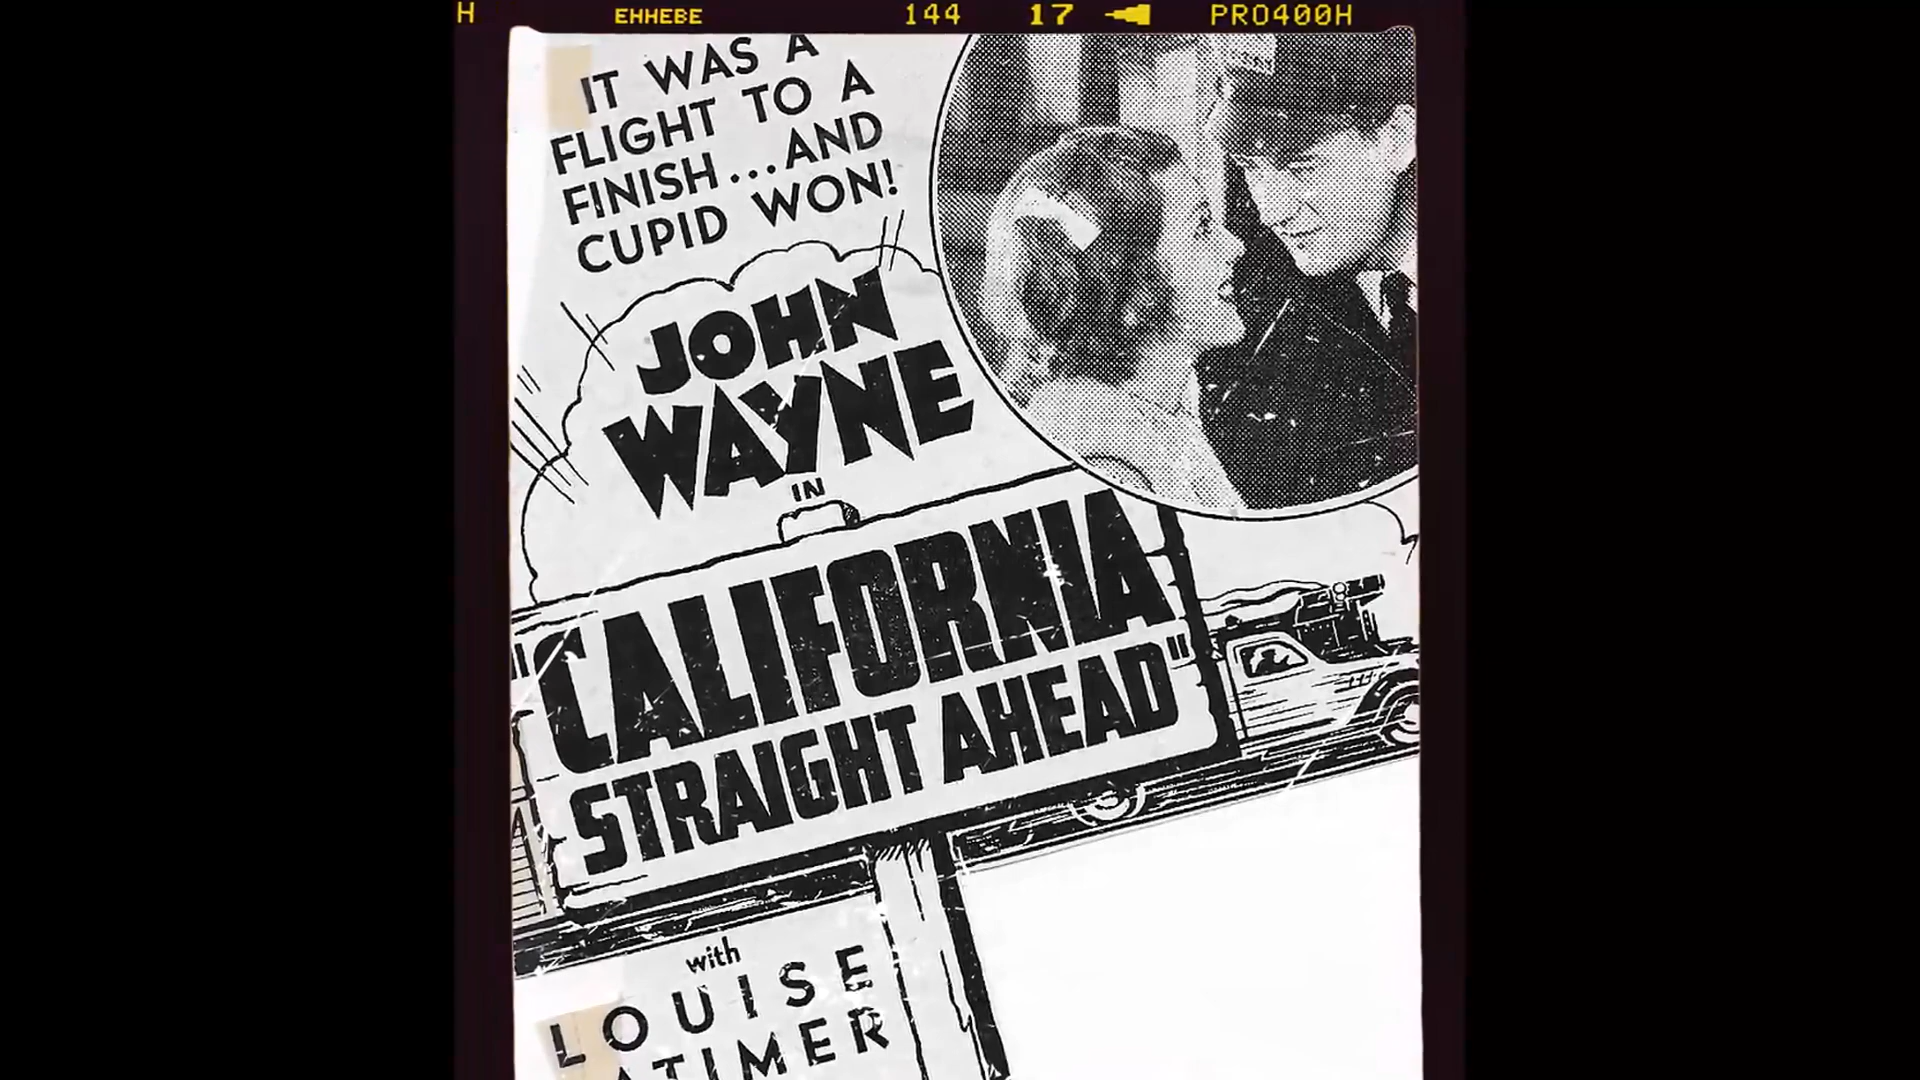 H EHHEBE 144 17 PRO400H
IT WAS A
FLIGHT TO A
FINISH...AND
CUPID WON!
JOHN
WAYNE
IN
"CALIFORNIA
STRAIGHT AHEAD"
with
LOUISE
LATIMER